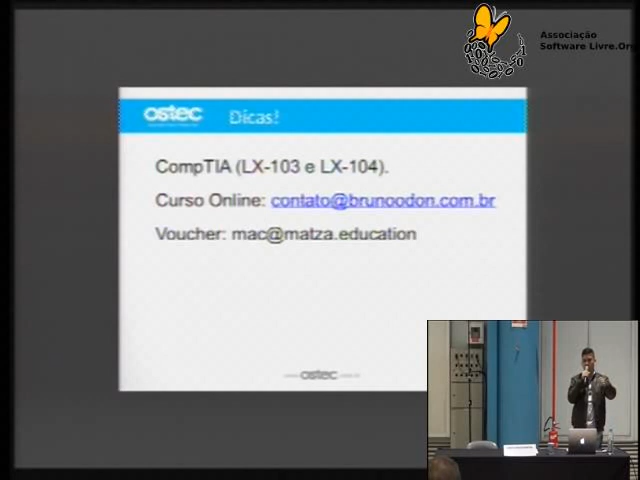 Associação
Software Livre.Or
ostec Dicas!
CompTIA (LX-103 e LX-104).
Curso Online: contato@brunoodon.com.br
Voucher: mac@matza.education
ostec